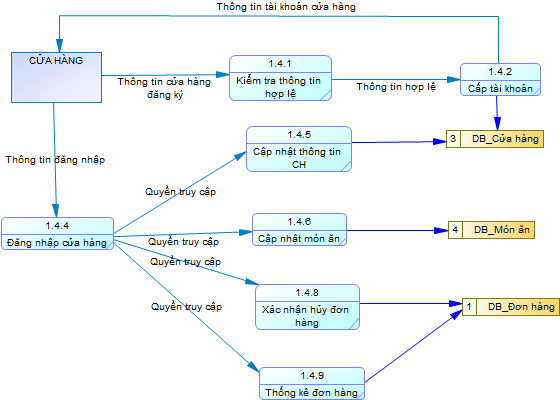 Thông tin tài khoản cửa hàng
CỬA HÀNG
1.4.1
Kiểm tra thông tin
hợp lệ
1.4.2
Cấp tài khoản
Thông tin cửa hàng
đăng ký
Thông tin hợp lệ
1.4.5
Cập nhật thông tin
CH
3 DB_Cửa hàng
Thông tin đăng nhập
Quyền truy cập
1.4.4
Đăng nhập cửa hàng
1.4.6
Cập nhật món ăn
4 DB_Món ăn
Quyền truy cập
Quyền truy cập
1.4.8
Xác nhận hủy đơn
hàng
1 DB_Đơn hàng
Quyền truy cập
1.4.9
Thống kê đơn hàng